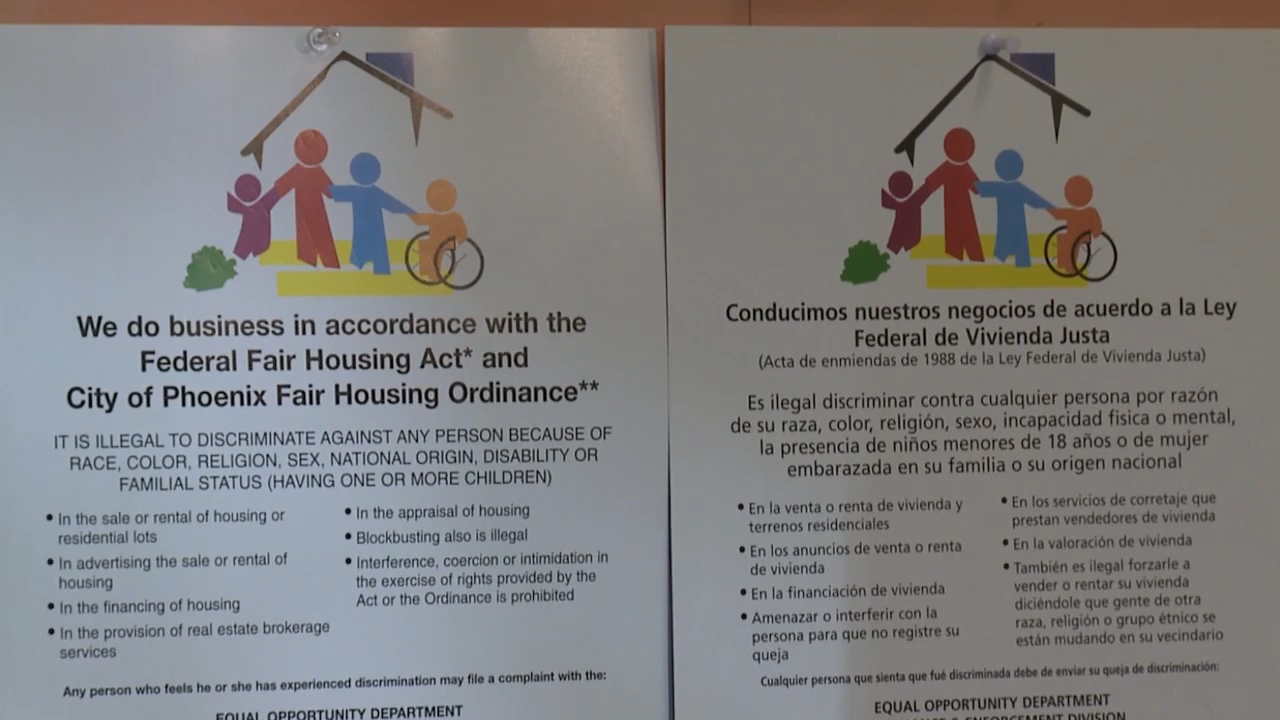 We do business in accordance with the
Federal Fair Housing Act* and
City of Phoenix Fair Housing Ordinance**
IT IS ILLEGAL TO DISCRIMINATE AGAINST ANY PERSON BECAUSE OF
RACE, COLOR, RELIGION, SEX, NATIONAL ORIGIN, DISABILITY OR
FAMILIAL STATUS (HAVING ONE OR MORE CHILDREN)
• In the sale or rental of housing or
residential lots
• In advertising the sale or rental of
housing
• In the financing of housing
• In the provision of real estate brokerage
services
• In the appraisal of housing
• Blockbusting also is illegal
• Interference, coercion or intimidation in
the exercise of rights provided by the
Act or the Ordinance is prohibited
Any person who feels he or she has experienced discrimination may file a complaint with the:
EQUAL OPPORTUNITY DEPARTMENT
Conducimos nuestros negocios de acuerdo a la Ley
Federal de Vivienda Justa
(Acta de enmiendas de 1988 de la Ley Federal de Vivienda Justa)
Es ilegal discriminar contra cualquier persona por razón
de su raza, color, religión, sexo, incapacidad física o mental,
la presencia de niños menores de 18 años o de mujer
embarazada en su familia o su origen nacional
• En la venta o renta de vivienda y
terrenos residenciales
• En los anuncios de venta o renta
de vivienda
• En la financiación de vivienda
• Amenazar o interferir con la
persona para que no registre su
queja
• En los servicios de corretaje que
prestan vendedores de vivienda
• En la valoración de vivienda
• También es ilegal forzarle a
vender o rentar su vivienda
diciéndole que gente de otra
raza, religión o grupo étnico se
están mudando en su vecindario
Cualquier persona que sienta que fué discriminada debe de enviar su queja de discriminación:
EQUAL OPPORTUNITY DEPARTMENT
& ENFORCEMENT DIVISION